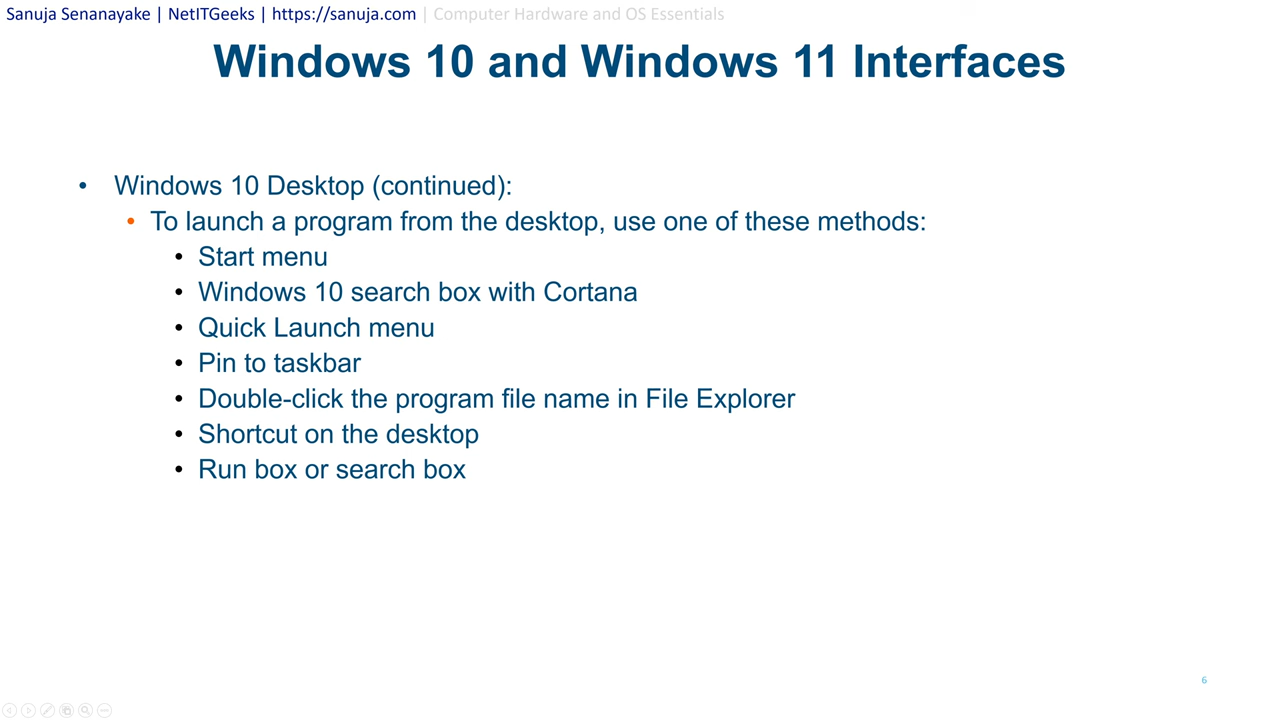 Sanuja Senanayake | NetITGeeks | https://sanuja.com | Computer Hardware and OS Essentials
Windows 10 and Windows 11 Interfaces
• Windows 10 Desktop (continued):
• To launch a program from the desktop, use one of these methods:
• Start menu
• Windows 10 search box with Cortana
• Quick Launch menu
• Pin to taskbar
• Double-click the program file name in File Explorer
• Shortcut on the desktop
• Run box or search box
6